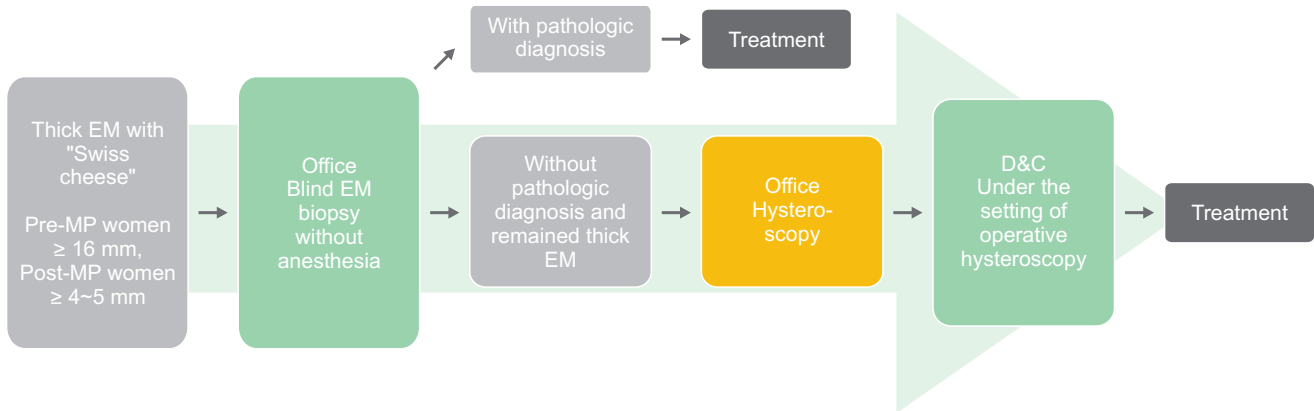 Thick EM with
"Swiss
cheese"
Pre-MP women
≥ 16 mm,
Post-MP women
≥ 4~5 mm
Office
Blind EM
biopsy
without
anesthesia
With pathologic
diagnosis
Treatment
Without
pathologic
diagnosis and
remained thick
EM
Office
Hystero-
scopy
D&C
Under the
setting of
operative
hysteroscopy
Treatment